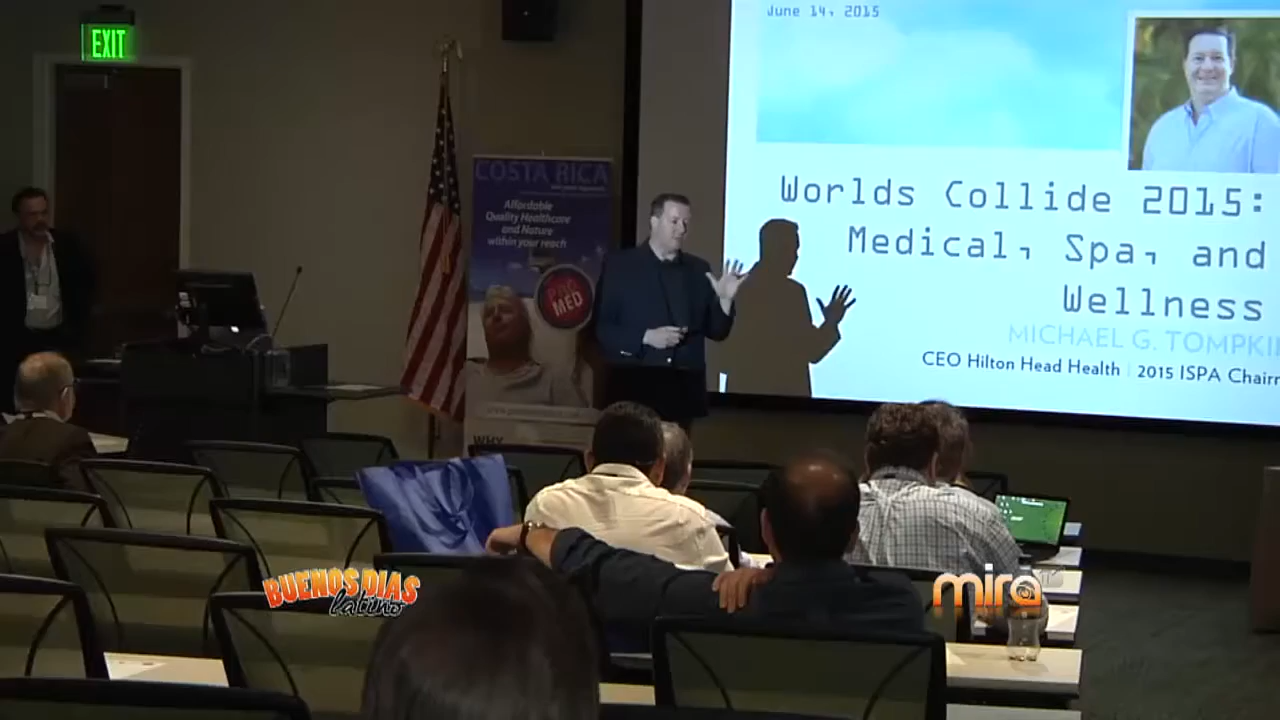 EXIT
June 14, 2015
Worlds Collide 2015:
Medical, Spa, and
Wellness
MICHAEL G. TOMPKI
CEO Hilton Head Health | 2015 ISPA Chair
COSTA RICA
Affordable
Quality Healthcare
and Nature
within your reach
MED
WHY
BUENOS DIAS
latino
mira